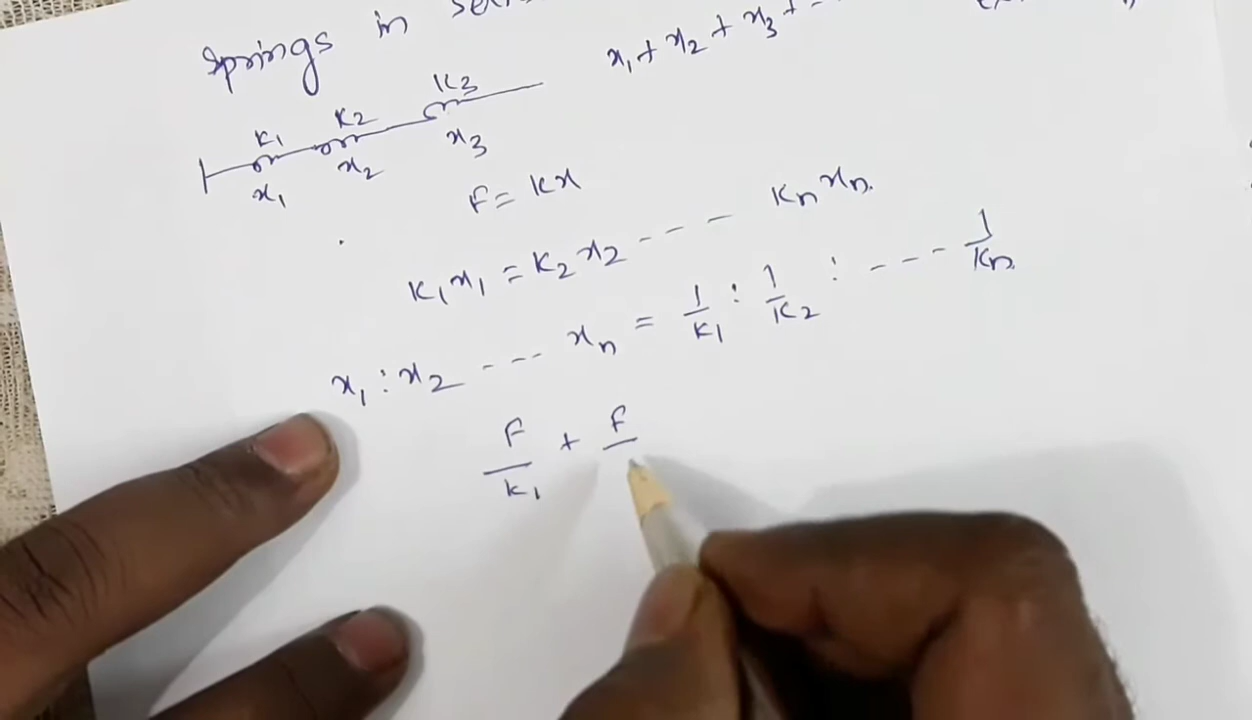 Springs in
x₁ + x₂ + x₃ + -
k₁ k₂ k₃
x₁ x₂ x₃
F = kx
k₁x₁ = k₂x₂ - - - kₙxₙ.
x₁ : x₂ - - - xₙ = 1/k₁ : 1/k₂ : - - - - 1/kₙ.
F/k₁ + F/